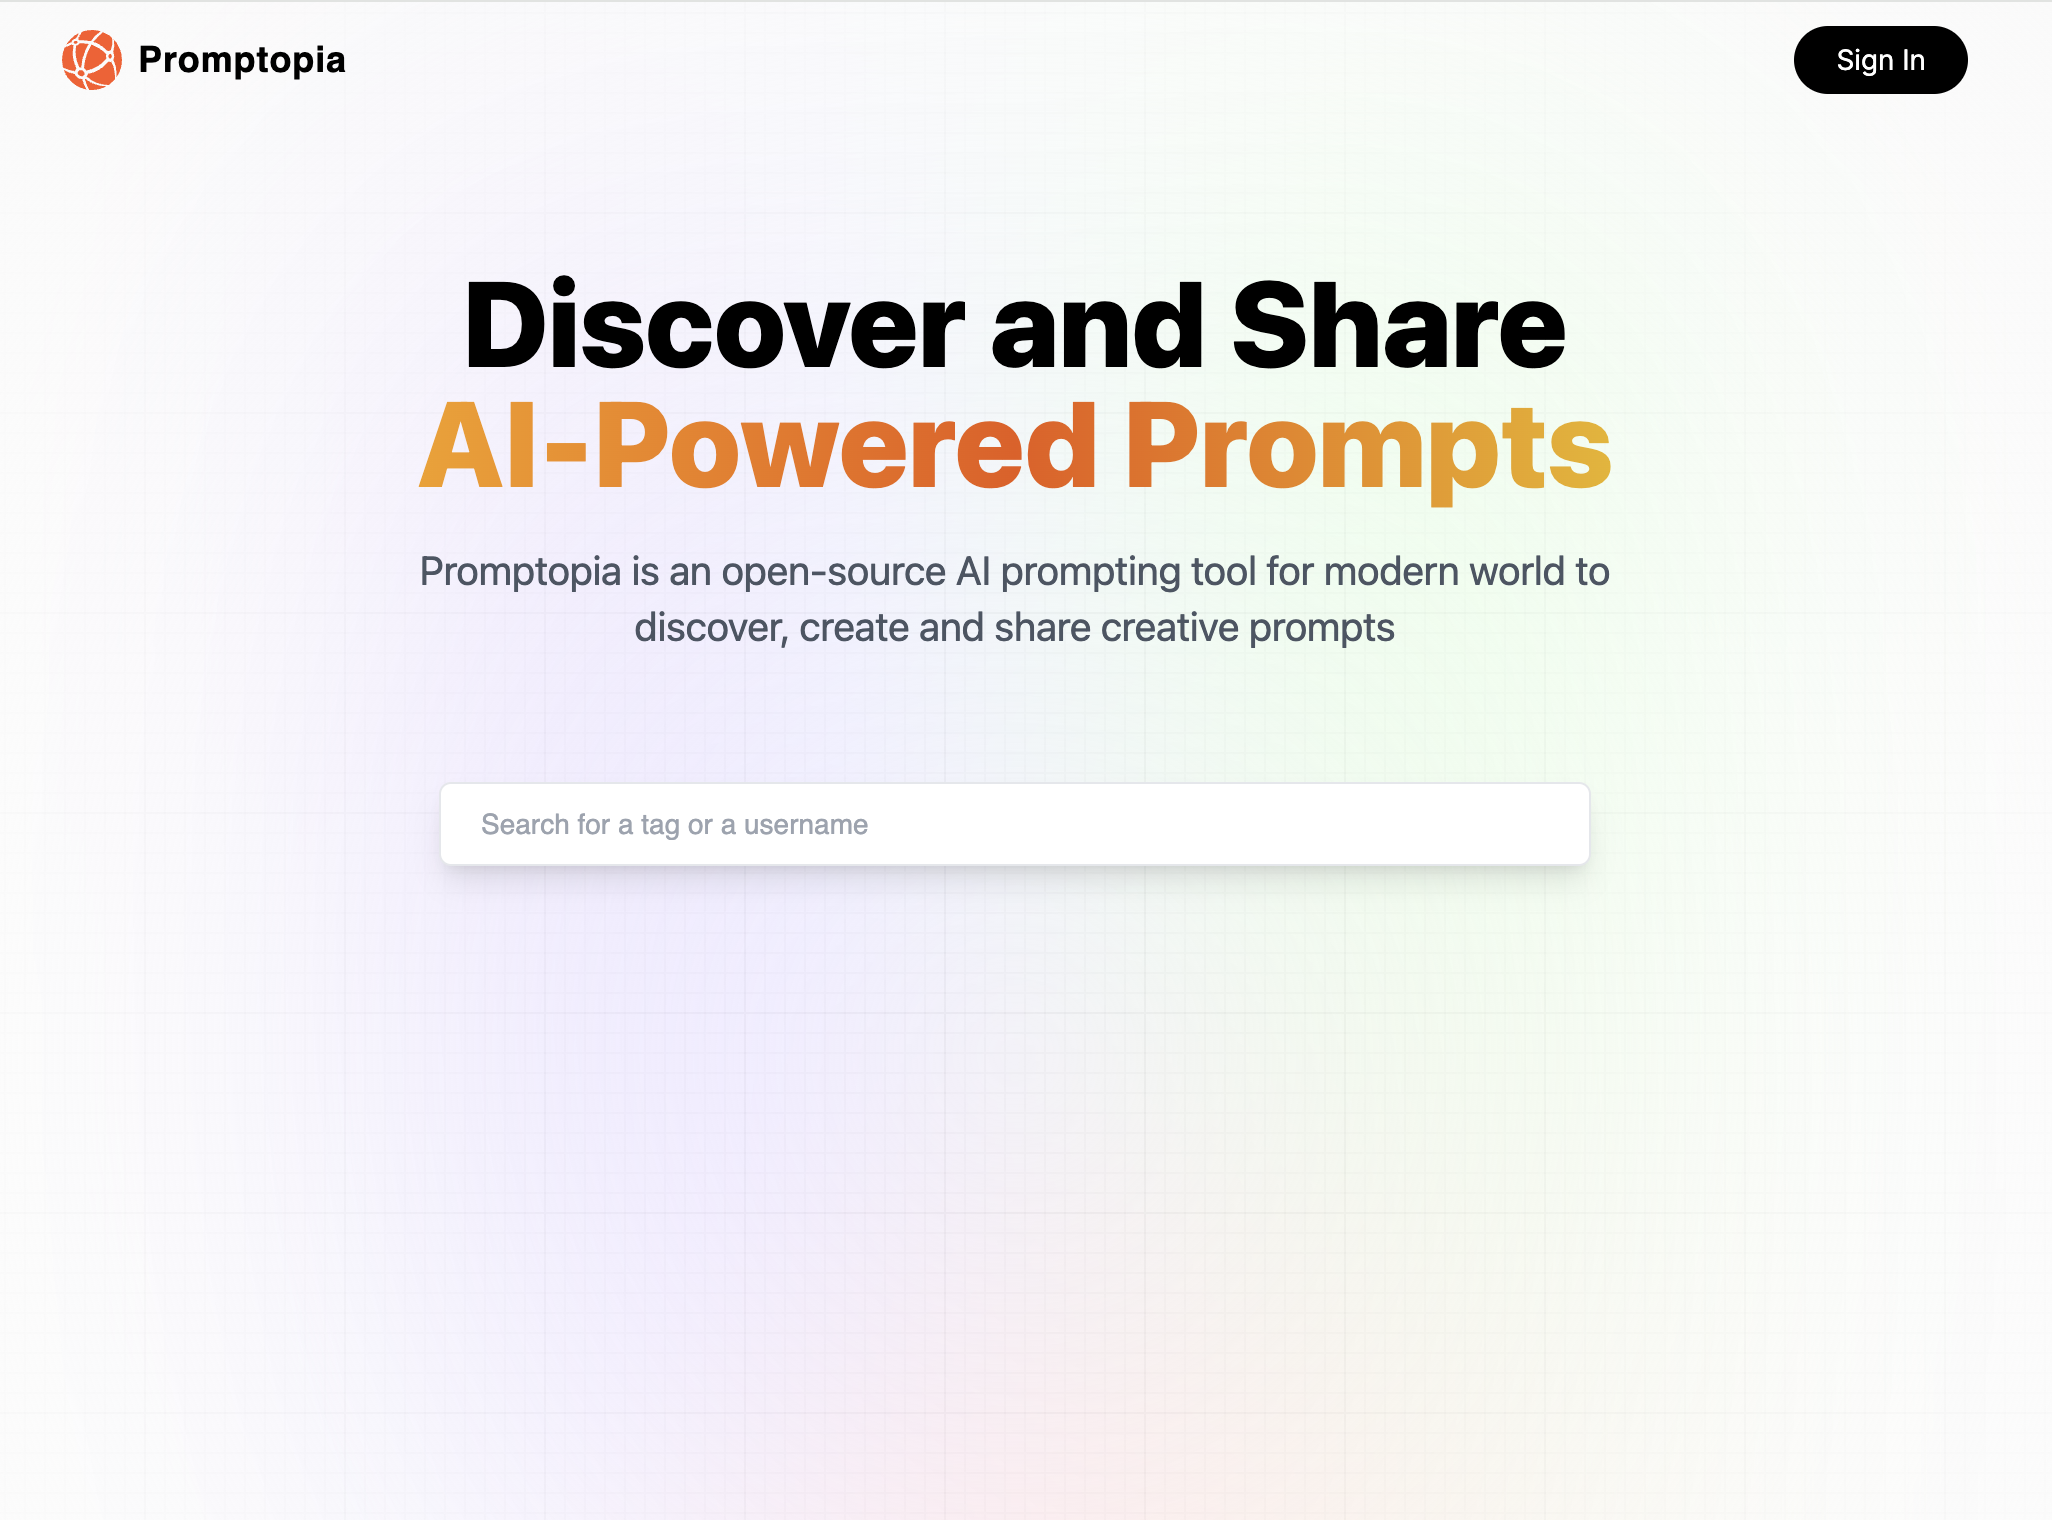 Promptopia
Sign In
Discover and Share
AI-Powered Prompts
Promptopia is an open-source AI prompting tool for modern world to
discover, create and share creative prompts
Search for a tag or a username